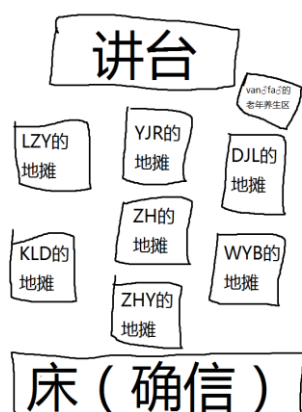 讲台
van♂fa♂的
老年养生区
LZY的
地摊
YJR的
地摊
DJL的
地摊
ZH的
地摊
KLD的
地摊
WYB的
地摊
ZHY的
地摊
床（确信）